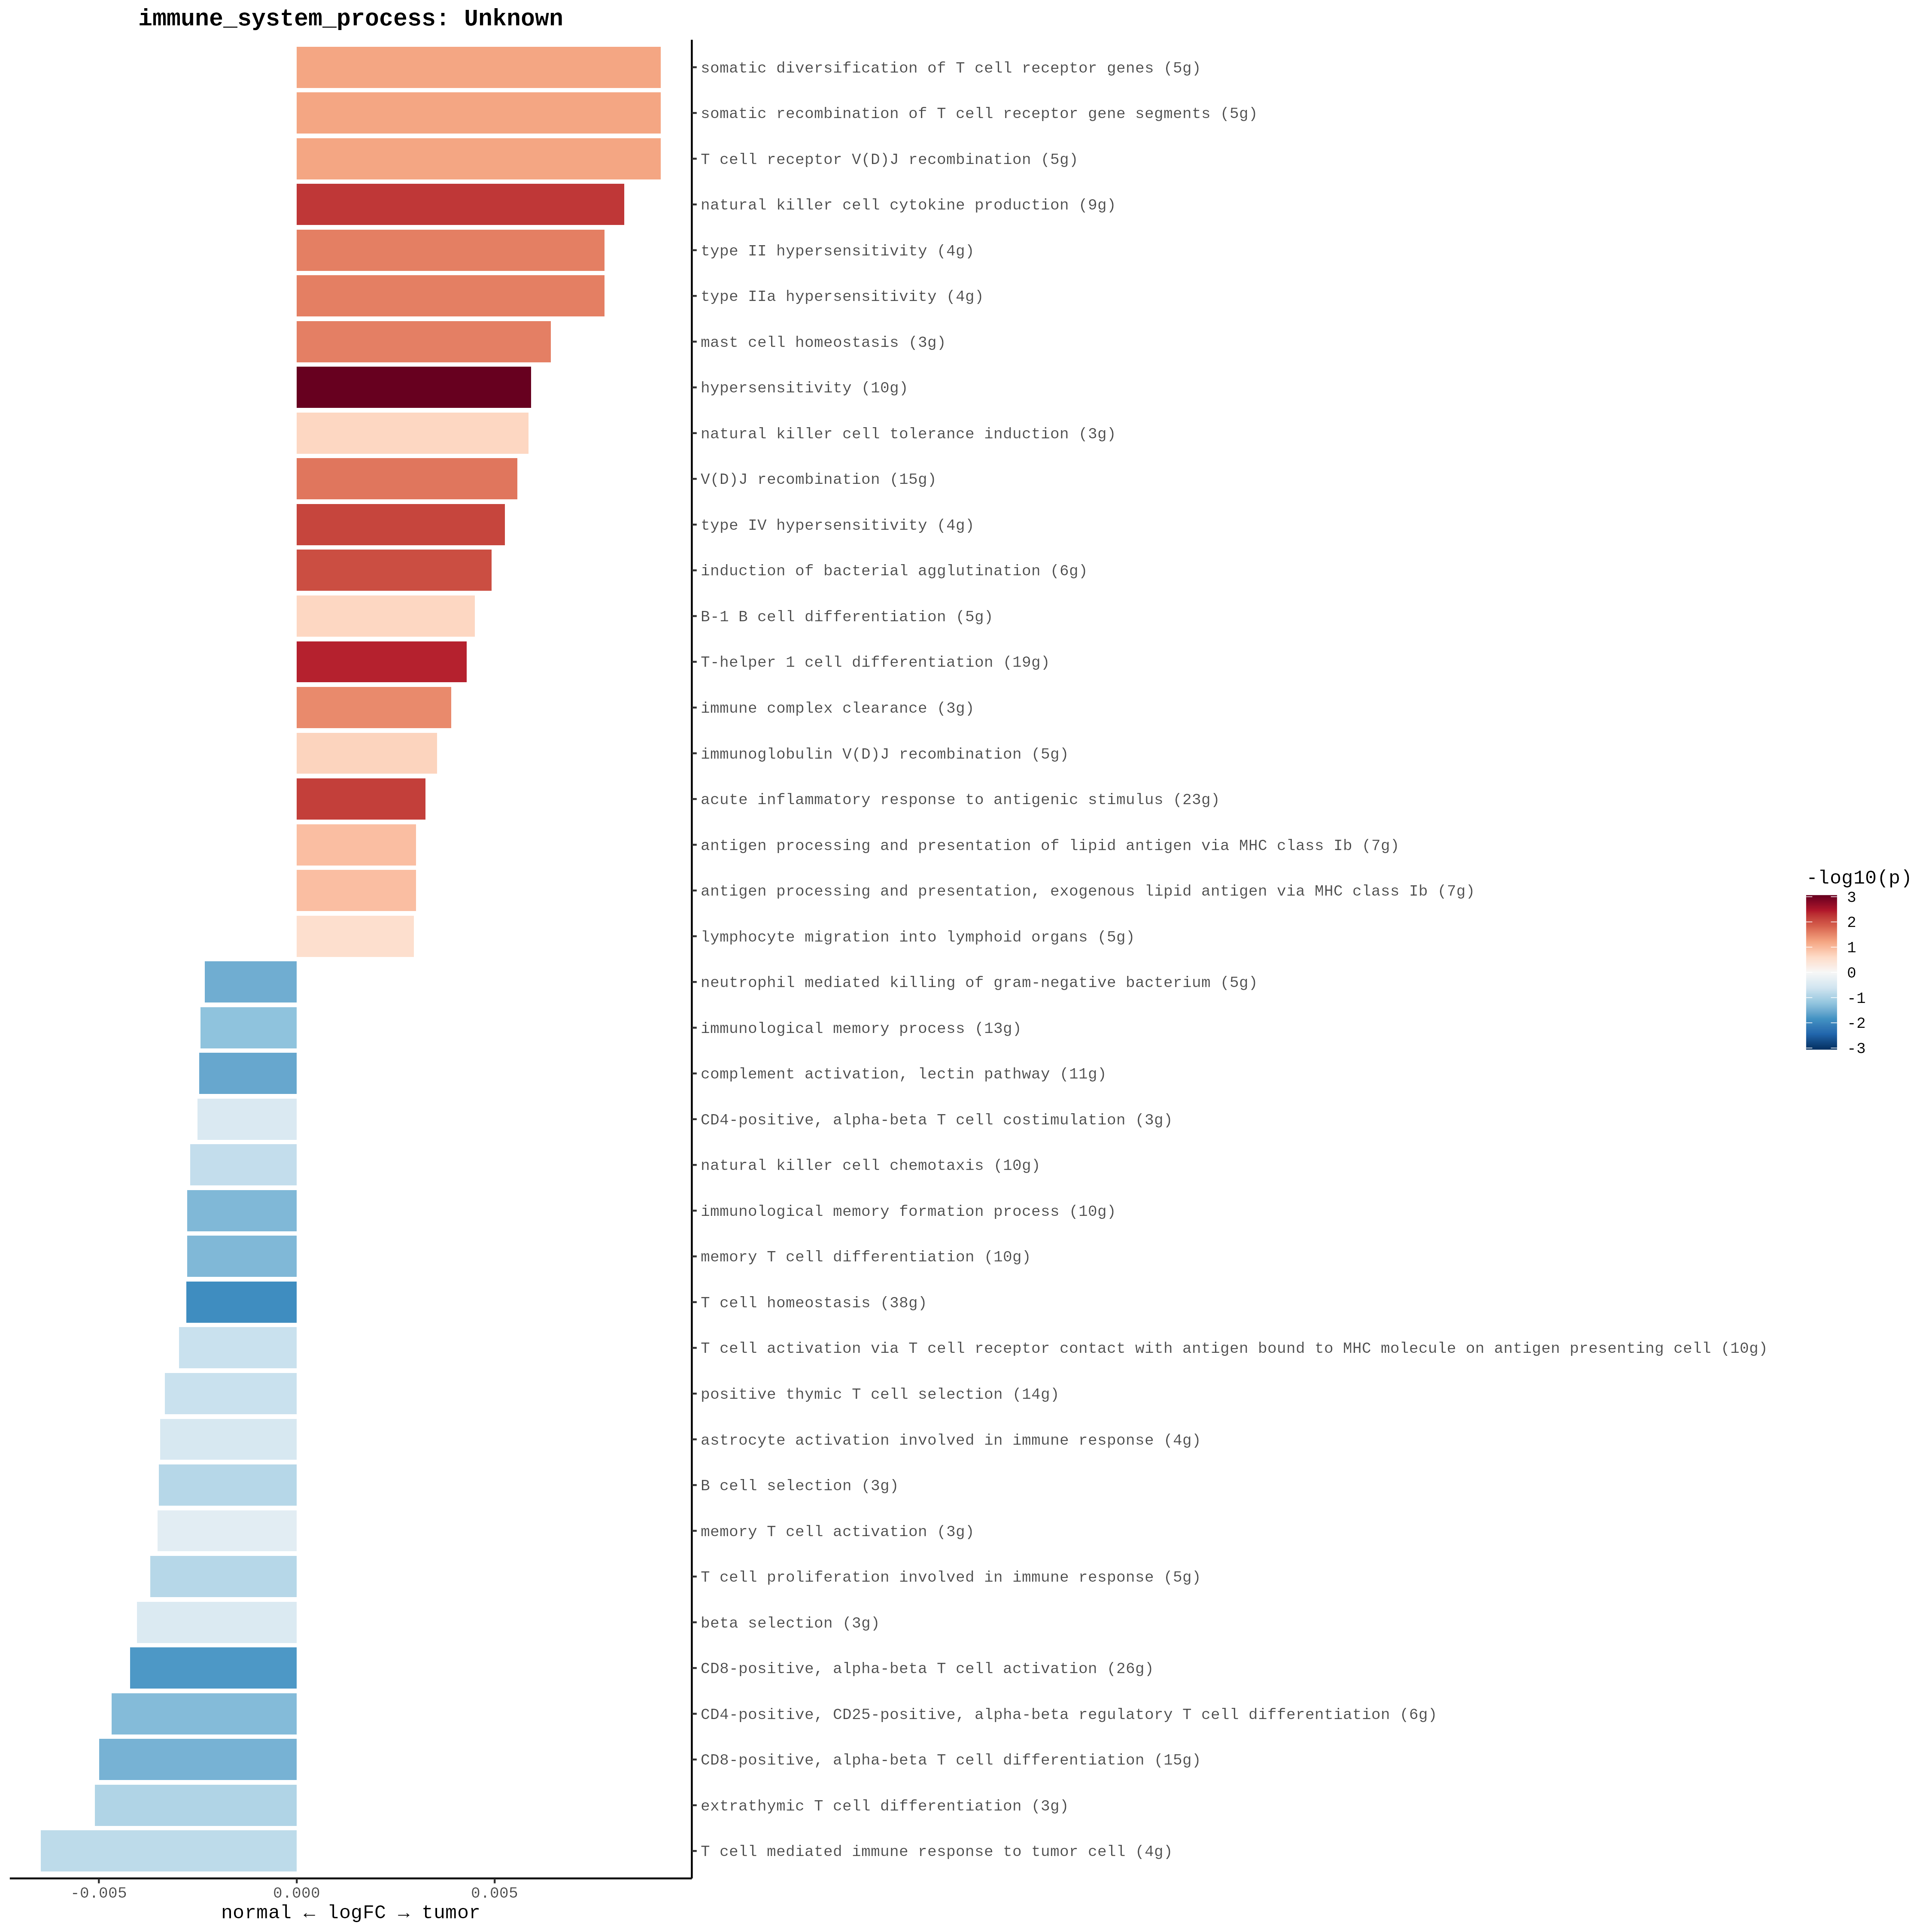 immune_system_process: Unknown
somatic diversification of T cell receptor genes (5g)
somatic recombination of T cell receptor gene segments (5g)
T cell receptor V(D)J recombination (5g)
natural killer cell cytokine production (9g)
type II hypersensitivity (4g)
type IIa hypersensitivity (4g)
mast cell homeostasis (3g)
hypersensitivity (10g)
natural killer cell tolerance induction (3g)
V(D)J recombination (15g)
type IV hypersensitivity (4g)
induction of bacterial agglutination (6g)
B-1 B cell differentiation (5g)
T-helper 1 cell differentiation (19g)
immune complex clearance (3g)
immunoglobulin V(D)J recombination (5g)
acute inflammatory response to antigenic stimulus (23g)
antigen processing and presentation of lipid antigen via MHC class Ib (7g)
antigen processing and presentation, exogenous lipid antigen via MHC class Ib (7g)
lymphocyte migration into lymphoid organs (5g)
neutrophil mediated killing of gram-negative bacterium (5g)
immunological memory process (13g)
complement activation, lectin pathway (11g)
CD4-positive, alpha-beta T cell costimulation (3g)
natural killer cell chemotaxis (10g)
immunological memory formation process (10g)
memory T cell differentiation (10g)
T cell homeostasis (38g)
T cell activation via T cell receptor contact with antigen bound to MHC molecule on antigen presenting cell (10g)
positive thymic T cell selection (14g)
astrocyte activation involved in immune response (4g)
B cell selection (3g)
memory T cell activation (3g)
T cell proliferation involved in immune response (5g)
beta selection (3g)
CD8-positive, alpha-beta T cell activation (26g)
CD4-positive, CD25-positive, alpha-beta regulatory T cell differentiation (6g)
CD8-positive, alpha-beta T cell differentiation (15g)
extrathymic T cell differentiation (3g)
T cell mediated immune response to tumor cell (4g)
-0.005 0.000 0.005
normal ← logFC → tumor
-log10(p)
3
2
1
0
-1
-2
-3